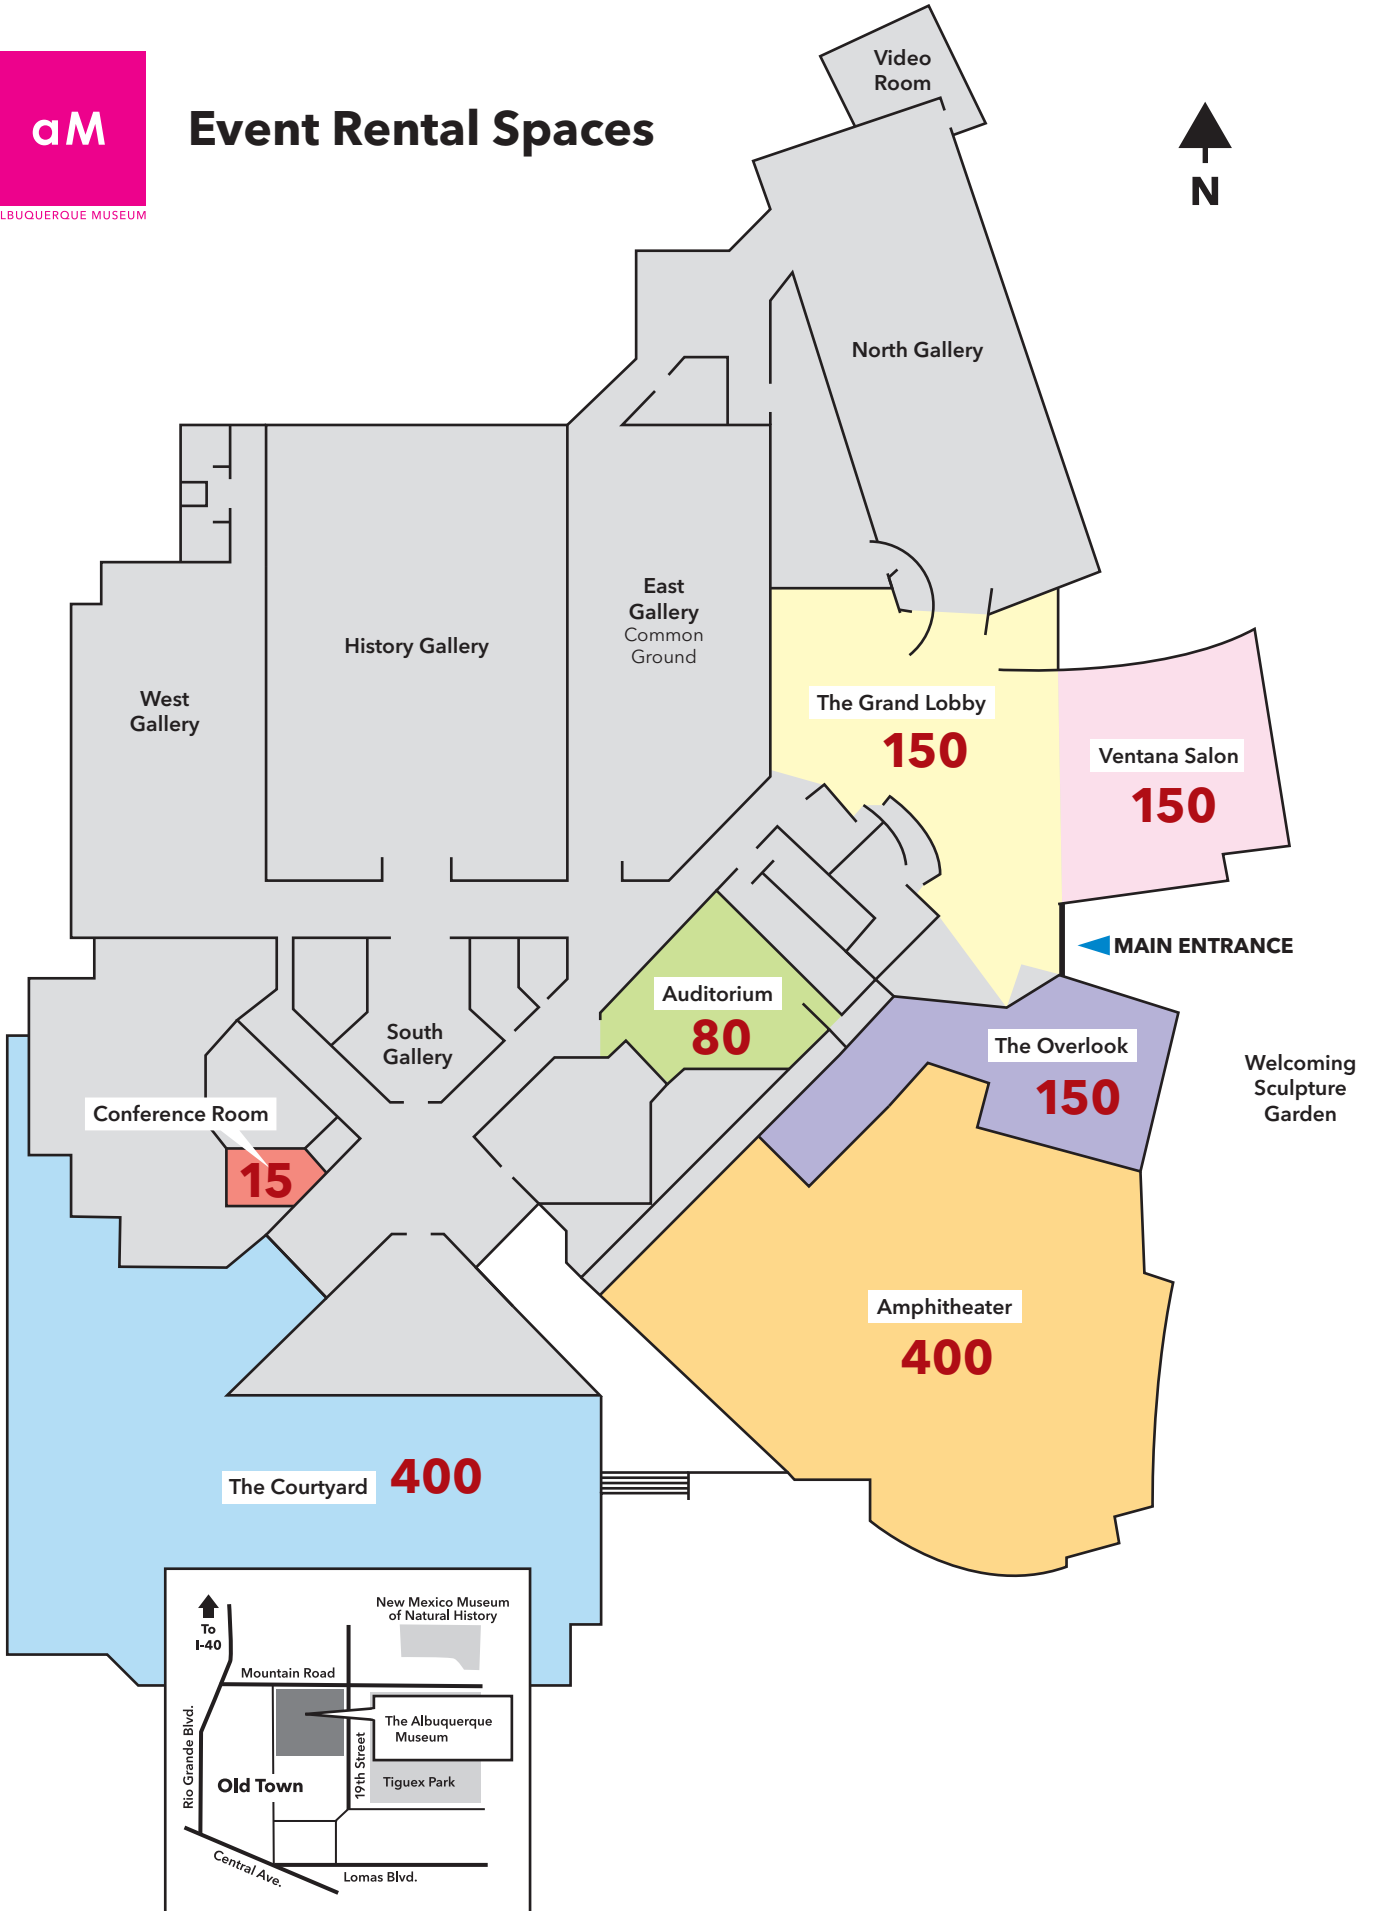 aM
LBUQUERQUE MUSEUM
Event Rental Spaces
N
Video
Room
North Gallery
East
Gallery
Common
Ground
History Gallery
West
Gallery
The Grand Lobby
150
Ventana Salon
150
MAIN ENTRANCE
Auditorium
80
South
Gallery
The Overlook
150
Welcoming
Sculpture
Garden
Conference Room
15
Amphitheater
400
The Courtyard
400
To
I-40
New Mexico Museum
of Natural History
Mountain Road
Rio Grande Blvd.
The Albuquerque
Museum
19th Street
Old Town
Tiguex Park
Central Ave.
Lomas Blvd.